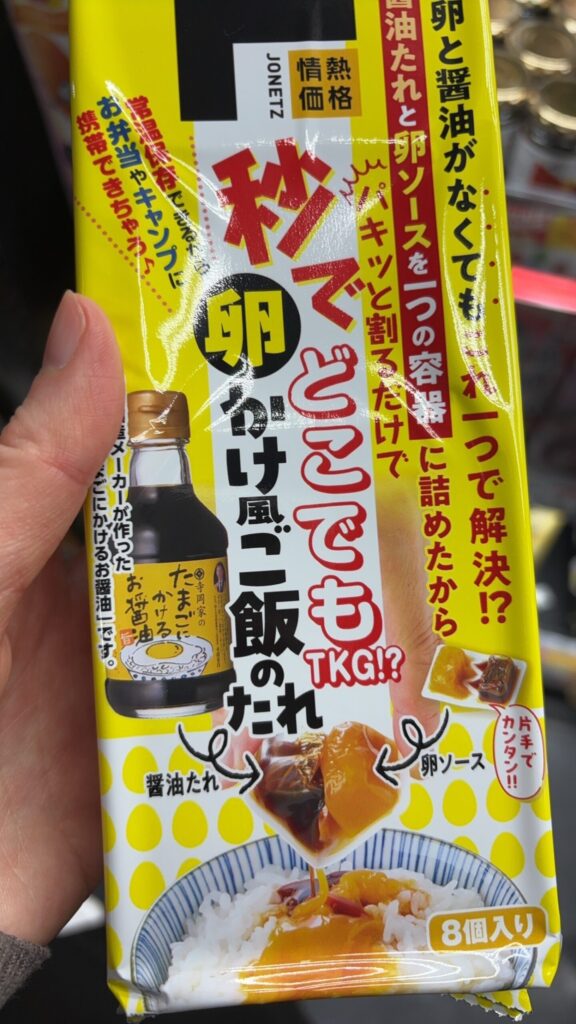 卵と醤油がなくてもこれ一つで解決!?
醤油たれと卵ソースを一つの容器に詰めたから
パキッと割るだけで
情熱
価格
JONETZ
秒でどこでもTKG!?
卵かけ風ご飯のたれ
常温保存できるから
お弁当やキャンプに
携帯できちゃう♪
メーカーが作った
「たまごにかけるお醤油」です。
寺岡家の
たまごに
かける
お醤油
醤油たれ
卵ソース
片手で
カンタン!!
8個入り